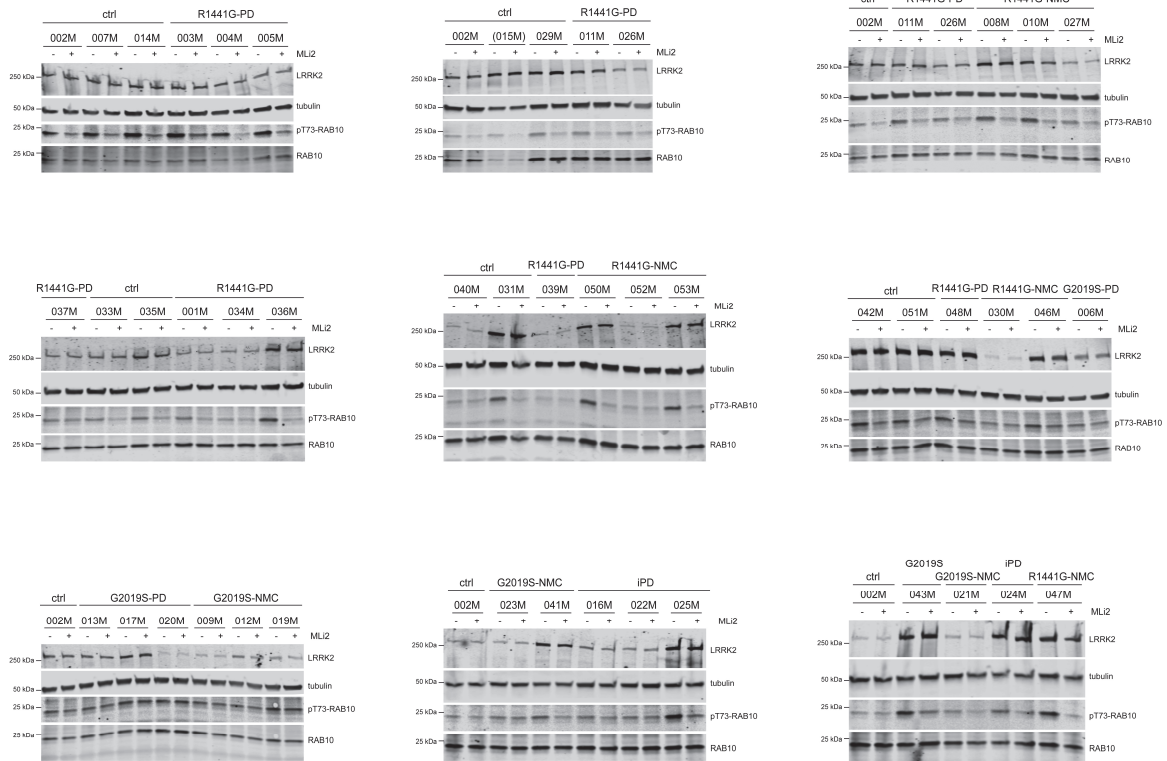 ctrl R1441G-PD
002M 007M 014M 003M 004M 005M
- + - + - + - + - + - + MLi2
250 kDa LRRK2
50 kDa tubulin
25 kDa pT73-RAB10
25 kDa RAB10
ctrl R1441G-PD
002M (015M) 029M 011M 026M
- + - + - + - + - + MLi2
250 kDa LRRK2
50 kDa tubulin
25 kDa pT73-RAB10
25 kDa RAB10
ctrl R1441G-PD R1441G-NMC
002M 011M 026M 008M 010M 027M
- + - + - + - + - + - + MLi2
250 kDa LRRK2
50 kDa tubulin
25 kDa pT73-RAB10
25 kDa RAB10
R1441G-PD ctrl R1441G-PD
037M 033M 035M 001M 034M 036M
- + - + - + - + - + - + MLi2
250 kDa LRRK2
50 kDa tubulin
25 kDa pT73-RAB10
25 kDa RAB10
ctrl R1441G-PD R1441G-NMC
040M 031M 039M 050M 052M 053M
- + - + - + - + - + - + MLi2
250 kDa LRRK2
50 kDa tubulin
25 kDa pT73-RAB10
25 kDa RAB10
ctrl R1441G-PD R1441G-NMC G2019S-PD
042M 051M 048M 030M 046M 006M
- + - + - + - + - + - + MLi2
250 kDa LRRK2
50 kDa tubulin
25 kDa pT73-RAB10
25 kDa RAB10
ctrl G2019S-PD G2019S-NMC
002M 013M 017M 020M 009M 012M 019M
- + - + - + - + - + - + - + MLi2
250 kDa LRRK2
50 kDa tubulin
25 kDa pT73-RAB10
25 kDa RAB10
ctrl G2019S-NMC iPD
002M 023M 041M 016M 022M 025M
- + - + - + - + - + - + MLi2
250 kDa LRRK2
50 kDa tubulin
25 kDa pT73-RAB10
25 kDa RAB10
G2019S iPD
ctrl G2019S-NMC R1441G-NMC
002M 043M 021M 024M 047M
- + - + - + - + - + MLi2
250 kDa LRRK2
50 kDa tubulin
25 kDa pT73-RAB10
25 kDa RAB10